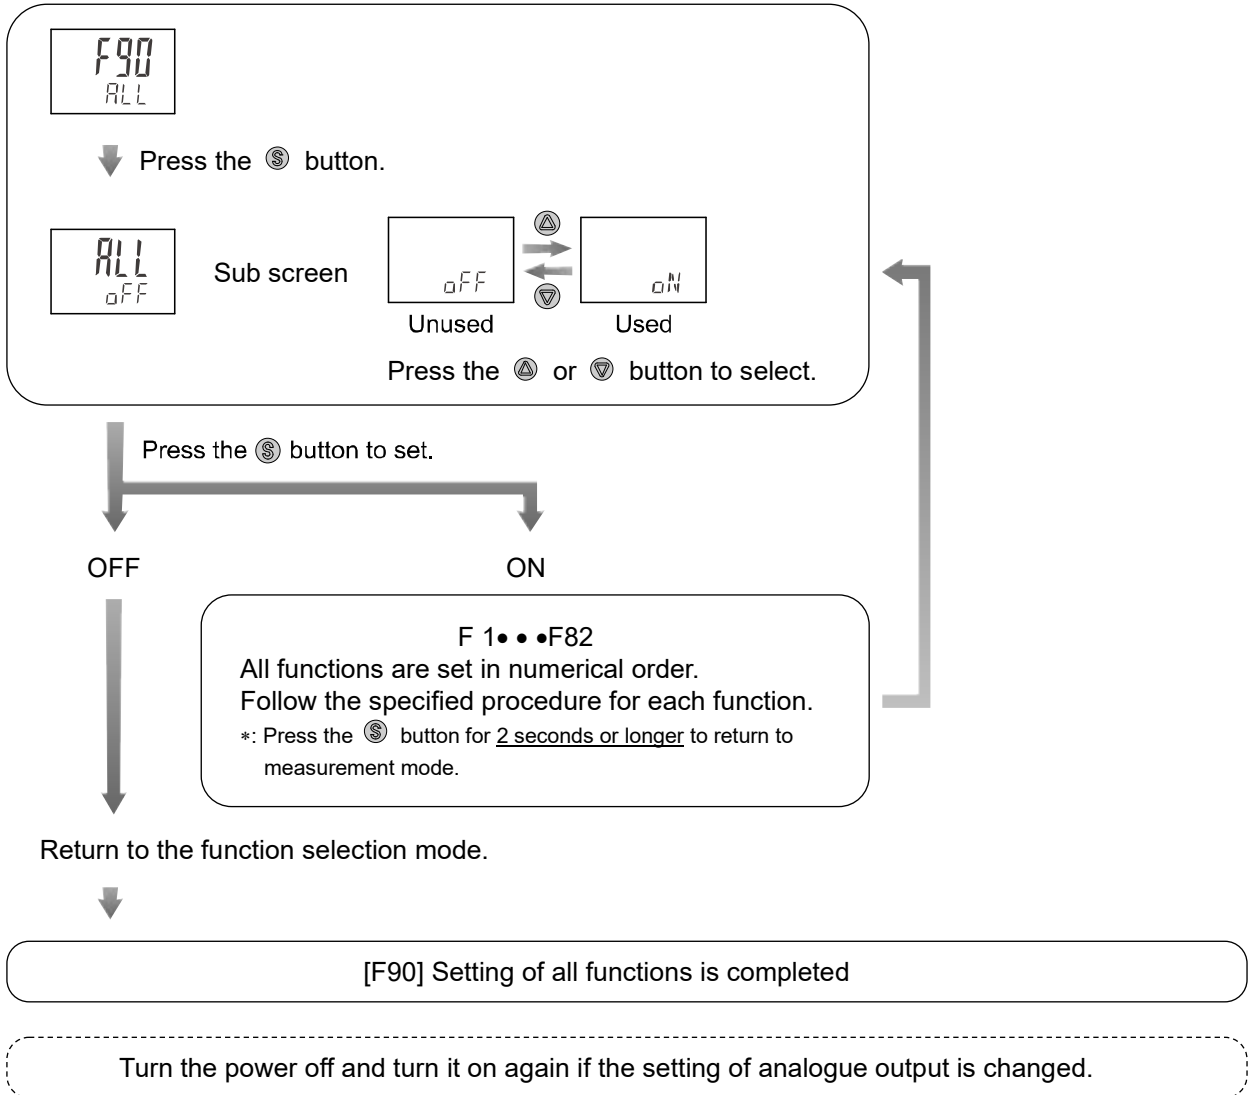 F90
ALL
Press the Ⓢ button.
ALL
oFF
Sub screen
oFF
oN
Unused
Used
Press the △ or ▽ button to select.
Press the Ⓢ button to set.
OFF
ON
F 1• • •F82
All functions are set in numerical order.
Follow the specified procedure for each function.
*: Press the Ⓢ button for 2 seconds or longer to return to
measurement mode.
Return to the function selection mode.
[F90] Setting of all functions is completed
Turn the power off and turn it on again if the setting of analogue output is changed.